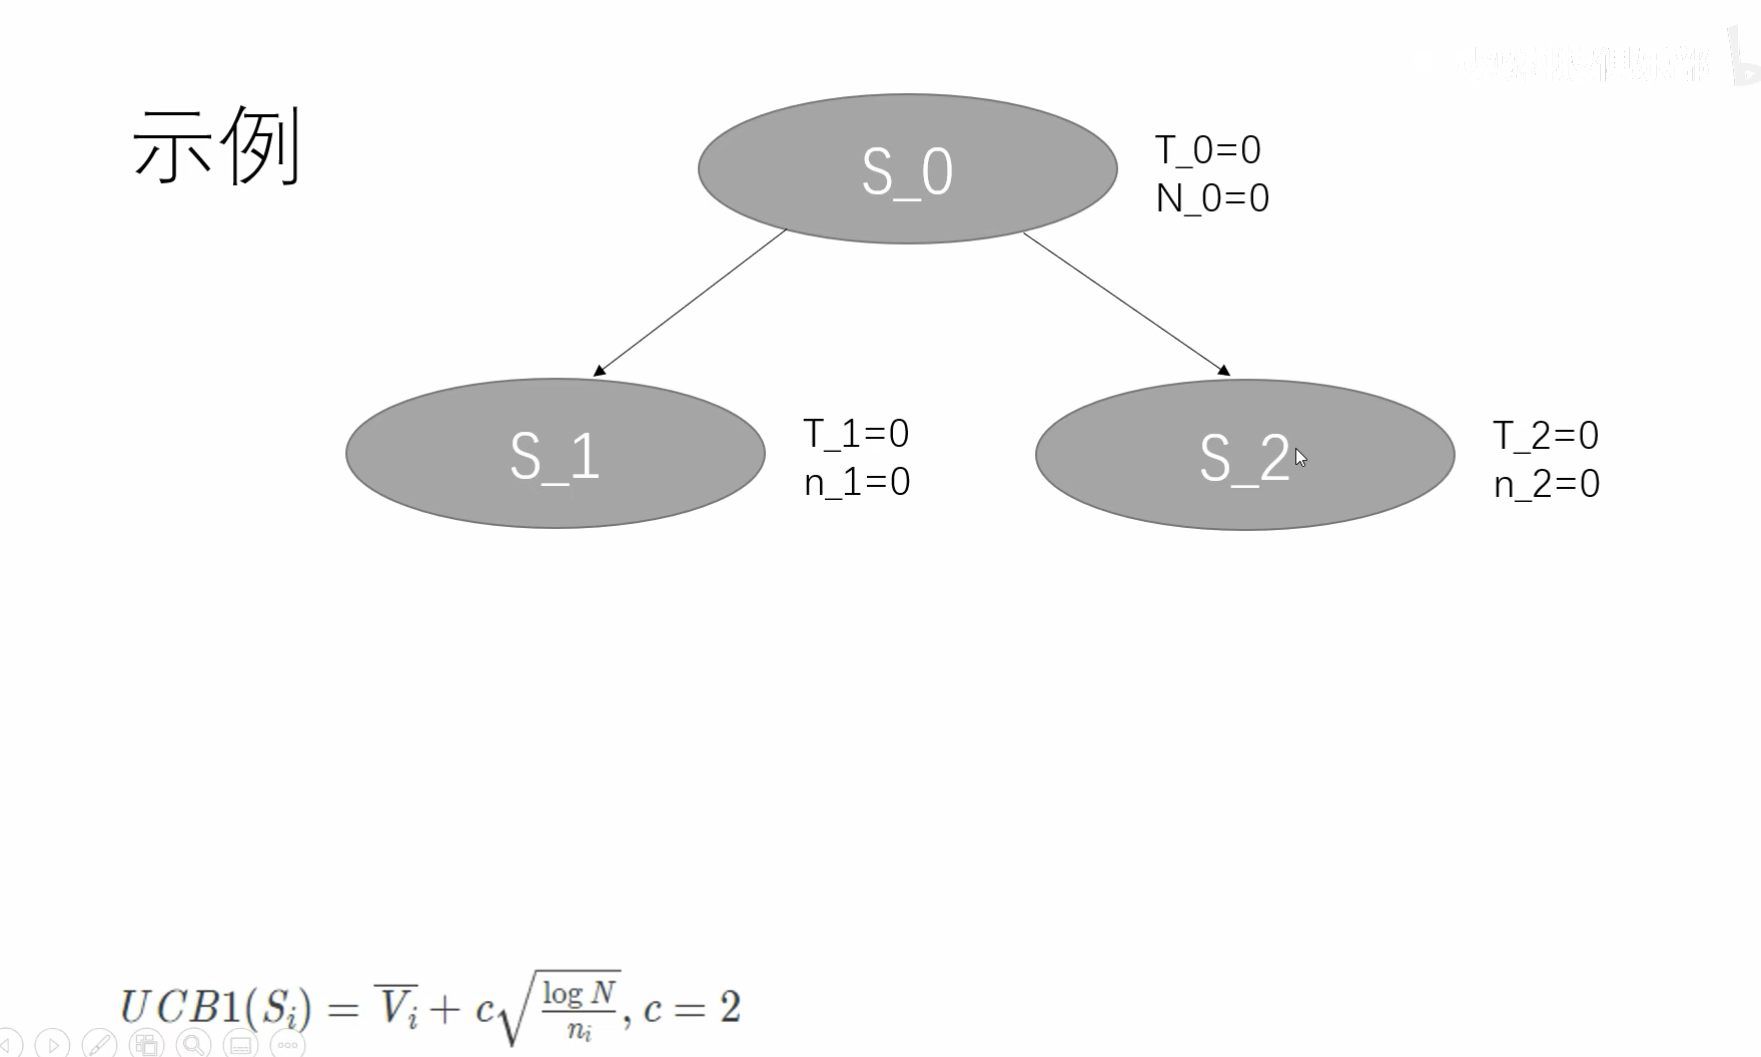 示例
S_0
T_0=0
N_0=0
S_1
T_1=0
n_1=0
S_2
T_2=0
n_2=0
UCB1(S_i) = \overline{V_i} + c\sqrt{\frac{\log N}{n_i}}, c = 2